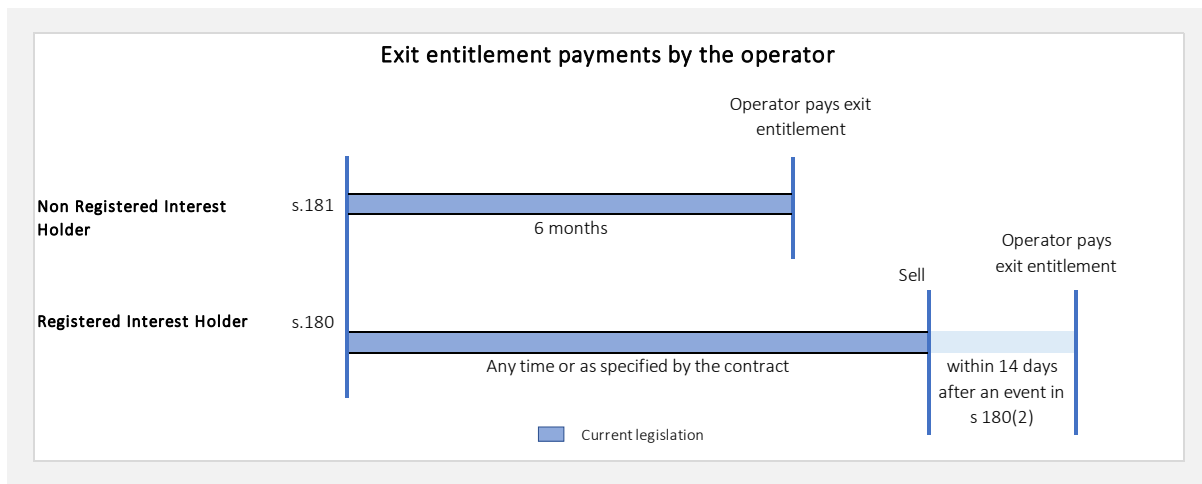 Exit entitlement payments by the operator
Operator pays exit
entitlement
Non Registered Interest
Holder
s.181
6 months
Operator pays
exit entitlement
Sell
Registered Interest Holder
s.180
Any time or as specified by the contract
within 14 days
after an event in
s 180(2)
Current legislation